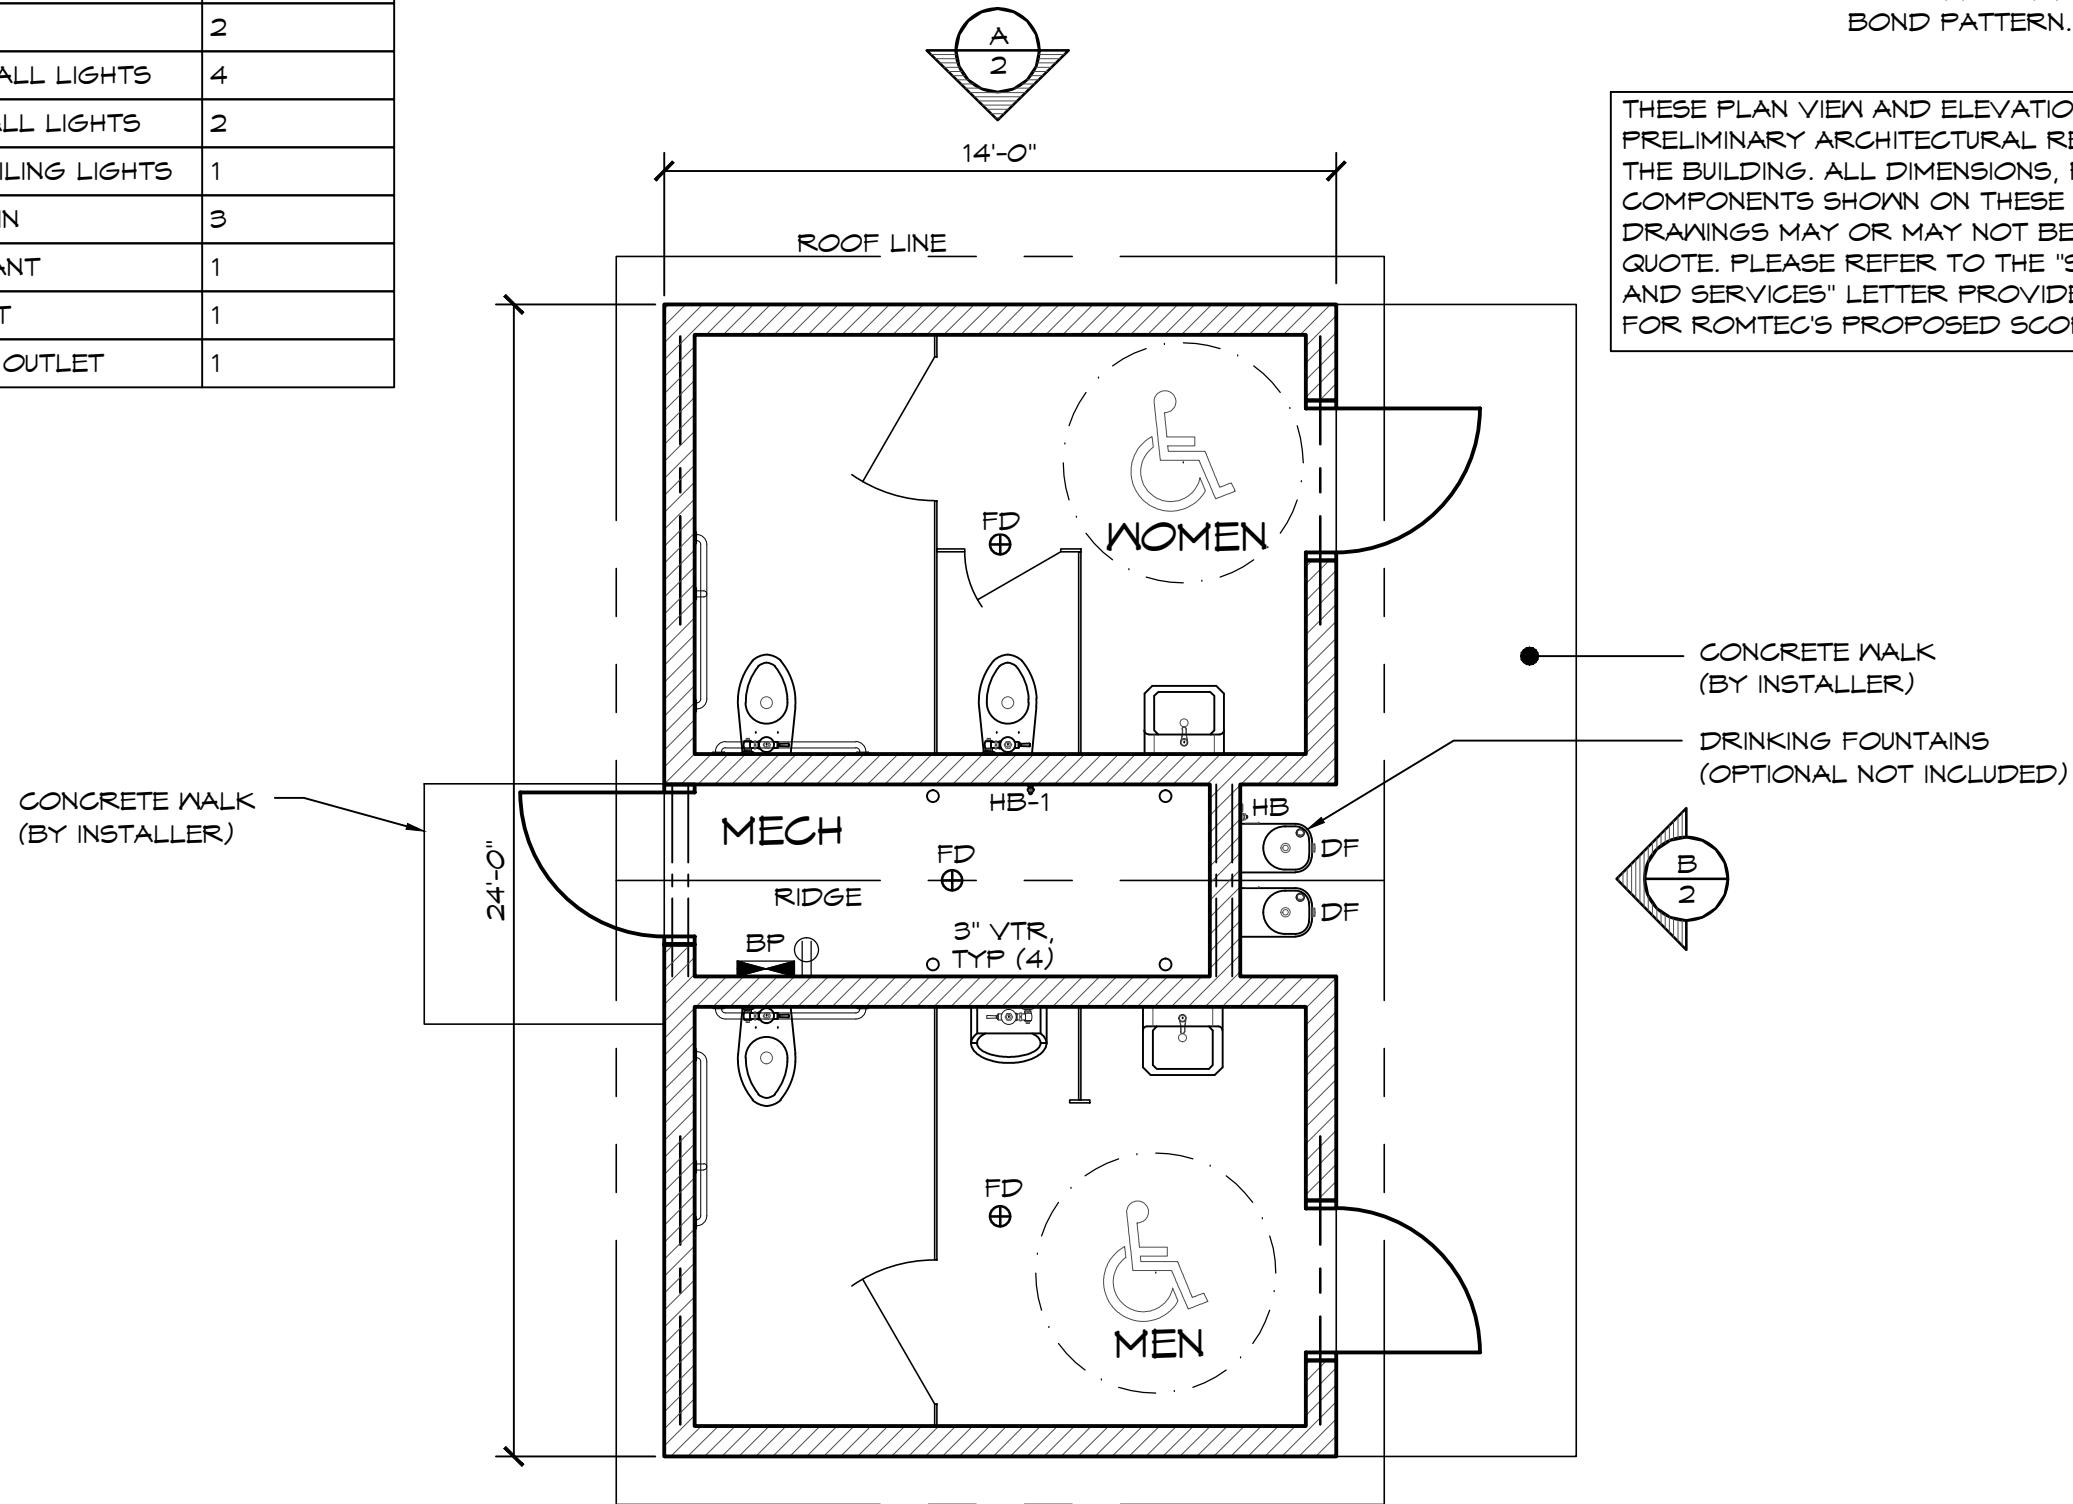 2
ALL LIGHTS 4
ALL LIGHTS 2
ILING LIGHTS 1
IN 3
ANT 1
T 1
OUTLET 1
A
2
BOND PATTERN.
THESE PLAN VIEW AND ELEVATIO
PRELIMINARY ARCHITECTURAL RE
THE BUILDING. ALL DIMENSIONS,
COMPONENTS SHOWN ON THESE
DRAWINGS MAY OR MAY NOT BE
QUOTE. PLEASE REFER TO THE "S
AND SERVICES" LETTER PROVIDE
FOR ROMTEC'S PROPOSED SCO
14'-0"
ROOF LINE
FD
WOMEN
CONCRETE WALK
(BY INSTALLER)
DRINKING FOUNTAINS
(OPTIONAL NOT INCLUDED)
CONCRETE WALK
(BY INSTALLER)
24'-0"
MECH
HB-1
HB
FD
DF
RIDGE
DF
B
2
BP
3" VTR,
TYP (4)
FD
MEN